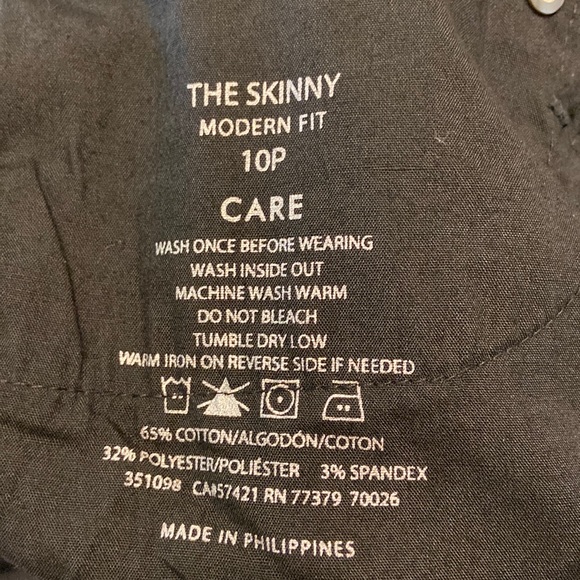 THE SKINNY
MODERN FIT
10P
CARE
WASH ONCE BEFORE WEARING
WASH INSIDE OUT
MACHINE WASH WARM
DO NOT BLEACH
TUMBLE DRY LOW
WARM IRON ON REVERSE SIDE IF NEEDED
65% COTTON/ALGODÓN/COTON
32% POLYESTER/POLIÉSTER 3% SPANDEX
351098 CA#57421 RN 77379 70026
MADE IN PHILIPPINES